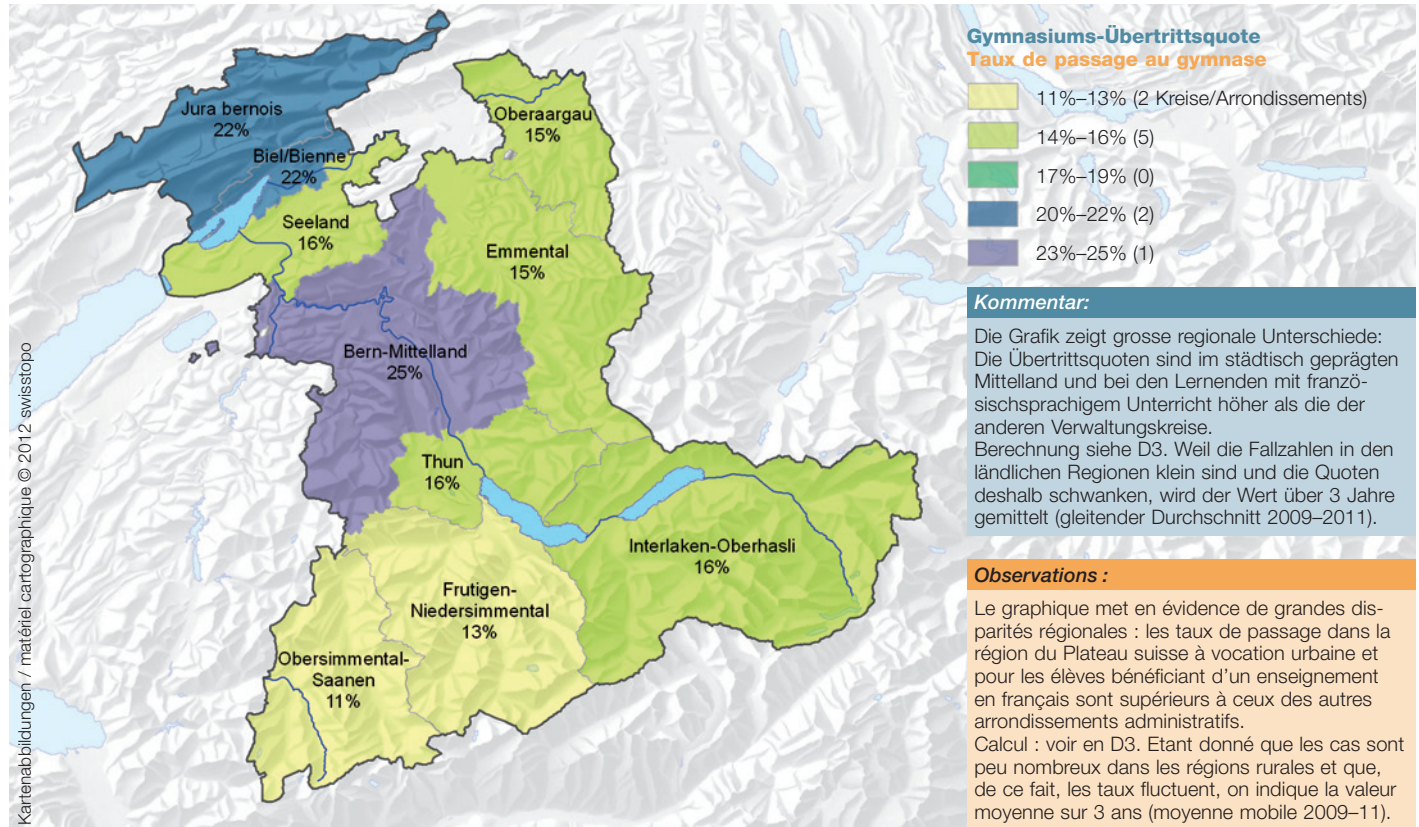 Jura bernois
22%
Biel/Bienne
22%
Seeland
16%
Oberaargau
15%
Emmental
15%
Bern-Mittelland
25%
Thun
16%
Interlaken-Oberhasli
16%
Frutigen-
Niedersimmental
13%
Obersimmental-
Saanen
11%
Kartenabbildungen / matériel cartographique © 2012 swisstopo
Gymnasiums-Übertrittsquote
Taux de passage au gymnase
11%–13% (2 Kreise/Arrondissements)
14%–16% (5)
17%–19% (0)
20%–22% (2)
23%–25% (1)
Kommentar:
Die Grafik zeigt grosse regionale Unterschiede:
Die Übertrittsquoten sind im städtisch geprägten
Mittelland und bei den Lernenden mit franzö-
sischsprachigem Unterricht höher als die der
anderen Verwaltungskreise.
Berechnung siehe D3. Weil die Fallzahlen in den
ländlichen Regionen klein sind und die Quoten
deshalb schwanken, wird der Wert über 3 Jahre
gemittelt (gleitender Durchschnitt 2009–2011).
Observations :
Le graphique met en évidence de grandes dis-
parités régionales : les taux de passage dans la
région du Plateau suisse à vocation urbaine et
pour les élèves bénéficiant d'un enseignement
en français sont supérieurs à ceux des autres
arrondissements administratifs.
Calcul : voir en D3. Etant donné que les cas sont
peu nombreux dans les régions rurales et que,
de ce fait, les taux fluctuent, on indique la valeur
moyenne sur 3 ans (moyenne mobile 2009–11).